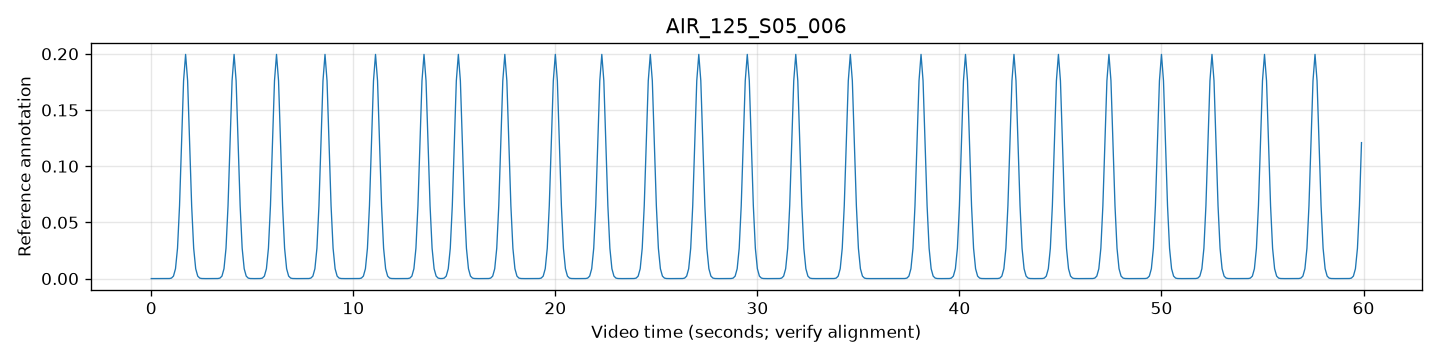 AIR_125_S05_006
Reference annotation
0.20
0.15
0.10
0.05
0.00
0 10 20 30 40 50 60
Video time (seconds; verify alignment)